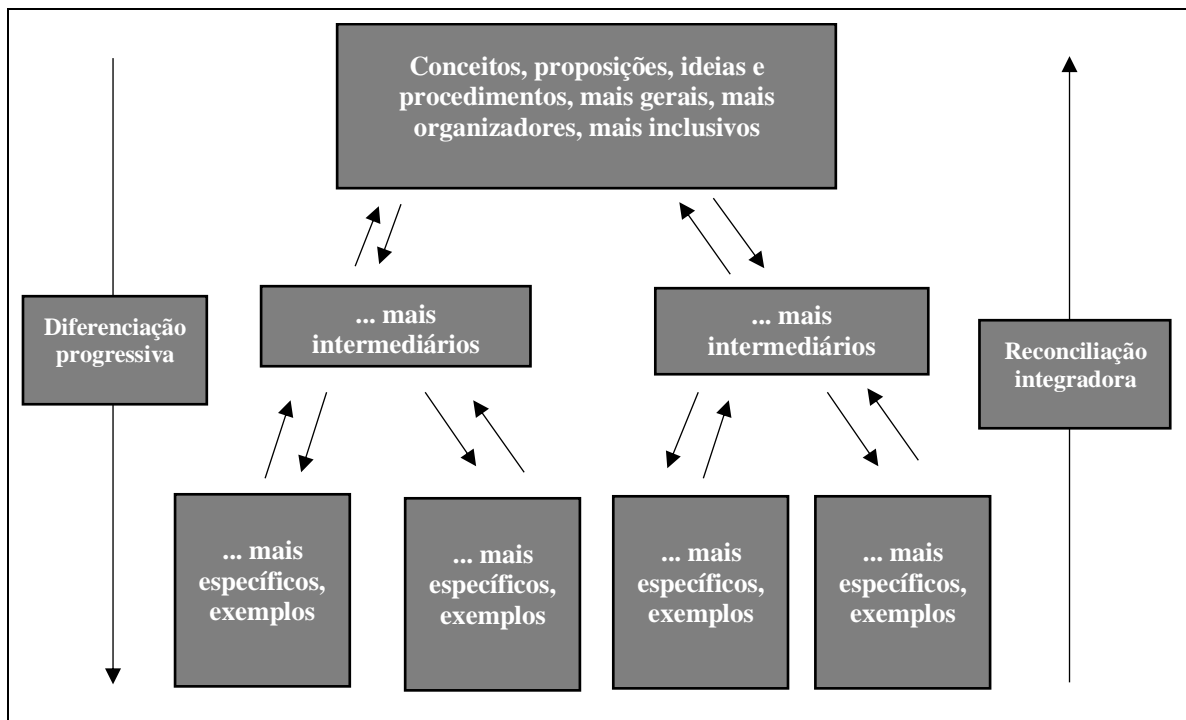 Conceitos, proposições, ideias e
procedimentos, mais gerais, mais
organizadores, mais inclusivos
Diferenciação
progressiva
... mais
intermediários
... mais
intermediários
Reconciliação
integradora
... mais
específicos,
exemplos
... mais
específicos,
exemplos
... mais
específicos,
exemplos
... mais
específicos,
exemplos